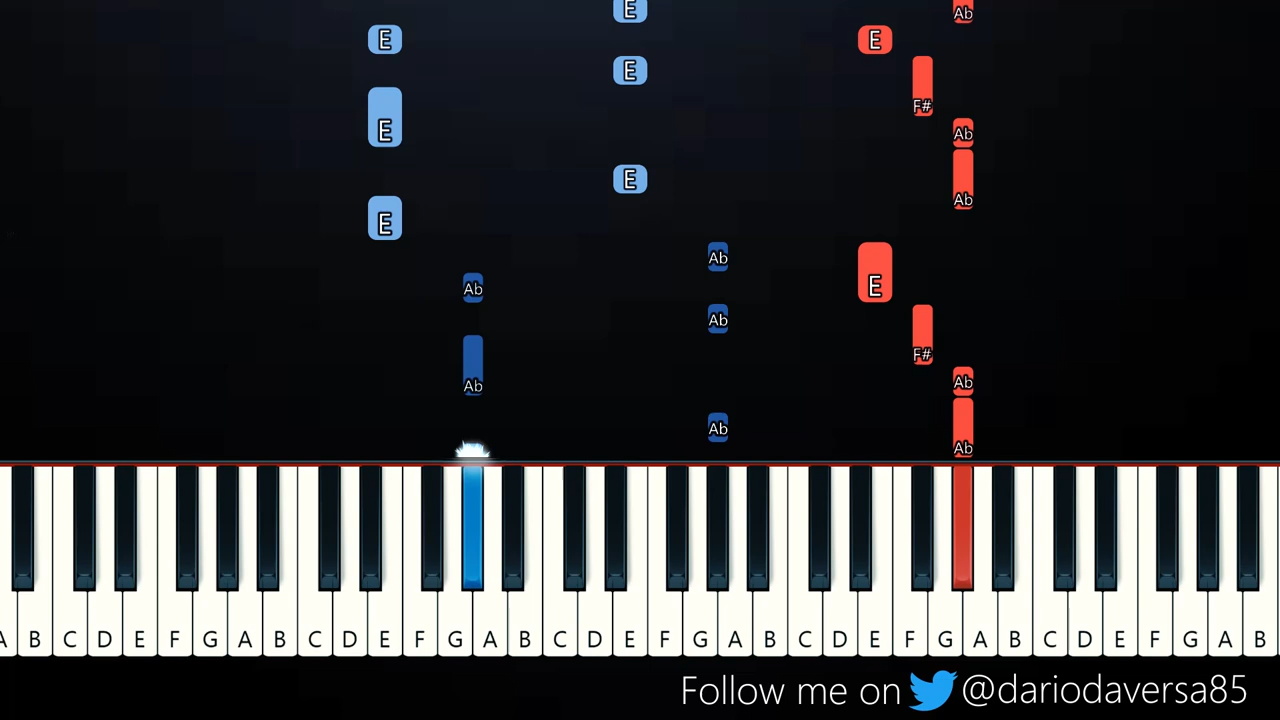 E Ab
E E
E F#
E Ab
E Ab
E
Ab
Ab E
Ab F#
Ab Ab
Ab Ab
A B C D E F G A B C D E F G A B C D E F G A B C D E F G A B C D E F G A B
Follow me on @dariodaversa85